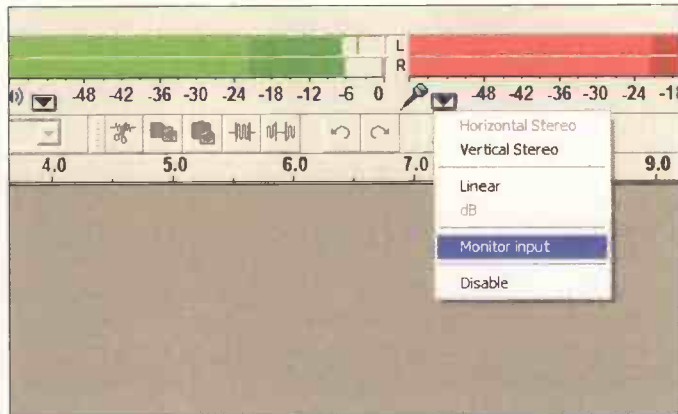 L
R
-48 -42 -36 -30 -24 -18 -12 -6 0
-48 -42 -36 -30 -24 -18
Horizontal Stereo
Vertical Stereo
4.0 5.0 6.0 7.0 9.0
Linear
dB
Monitor input
Disable